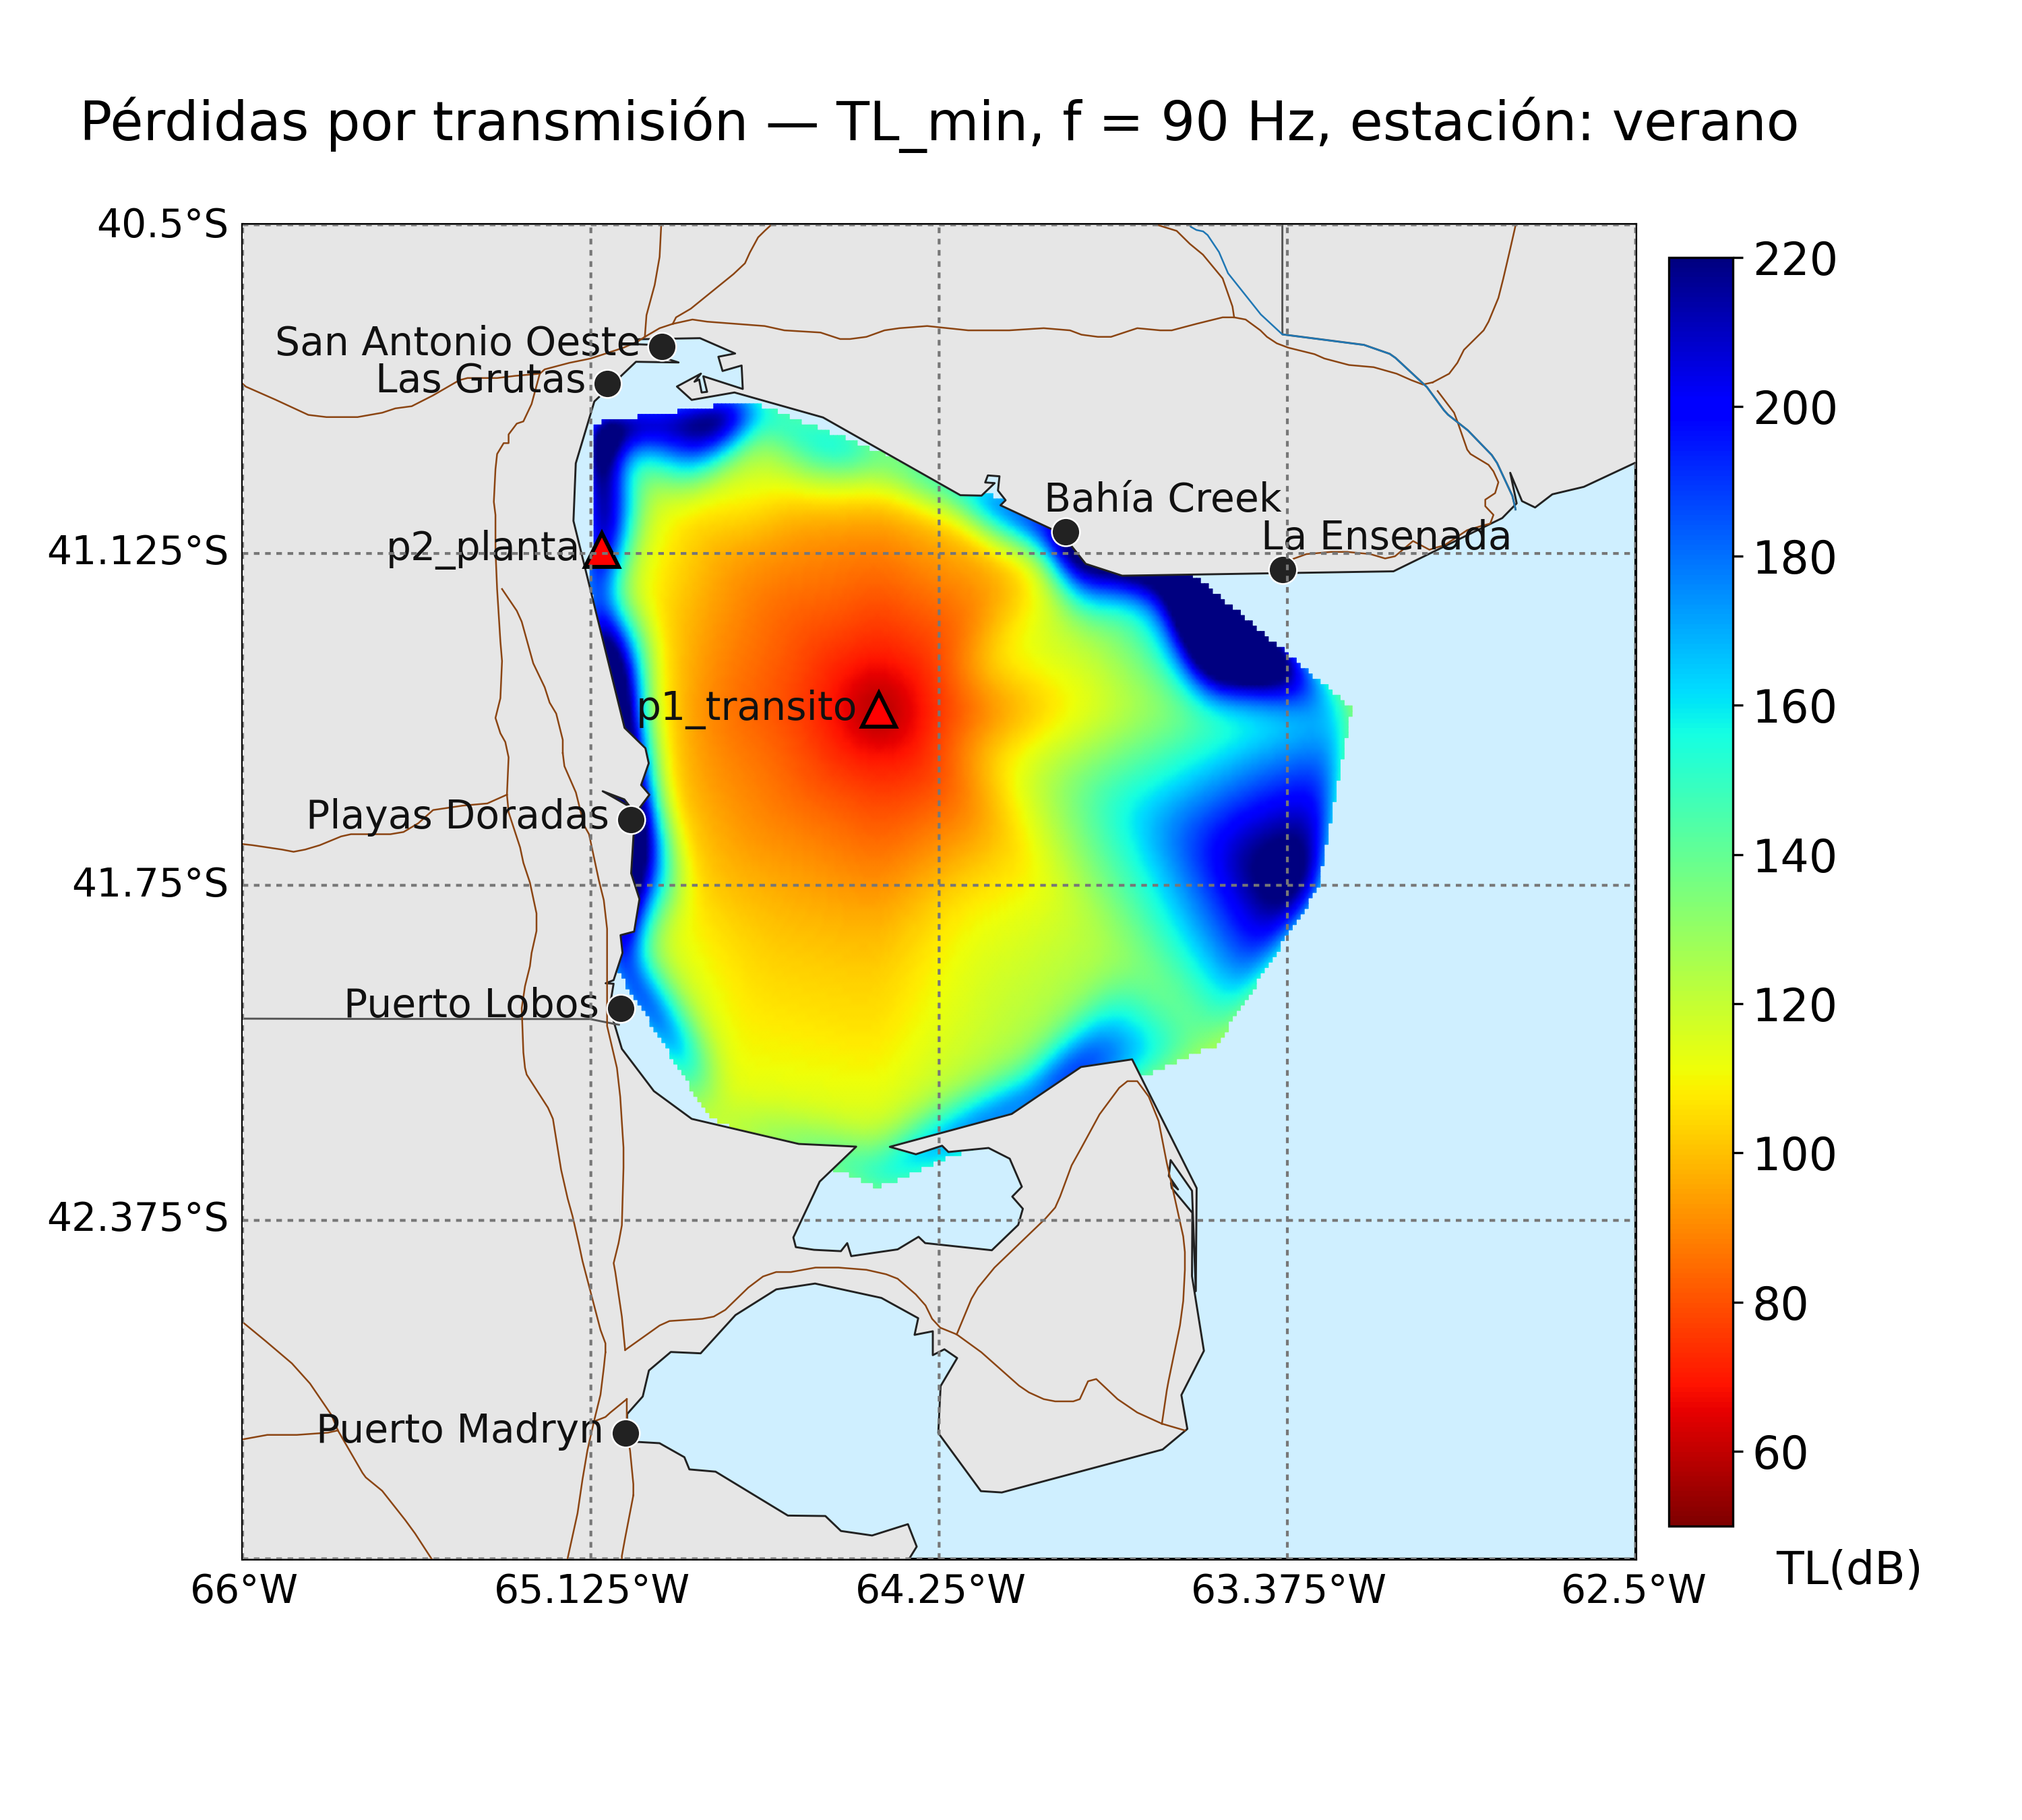 Pérdidas por transmisión — TL_min, f = 90 Hz, estación: verano
40.5°S
220
San Antonio Oeste
Las Grutas
200
Bahía Creek
La Ensenada
41.125°S
p2_planta
180
p1_transito
160
Playas Doradas
140
41.75°S
Puerto Lobos
120
100
42.375°S
80
Puerto Madryn
60
TL(dB)
66°W
65.125°W
64.25°W
63.375°W
62.5°W